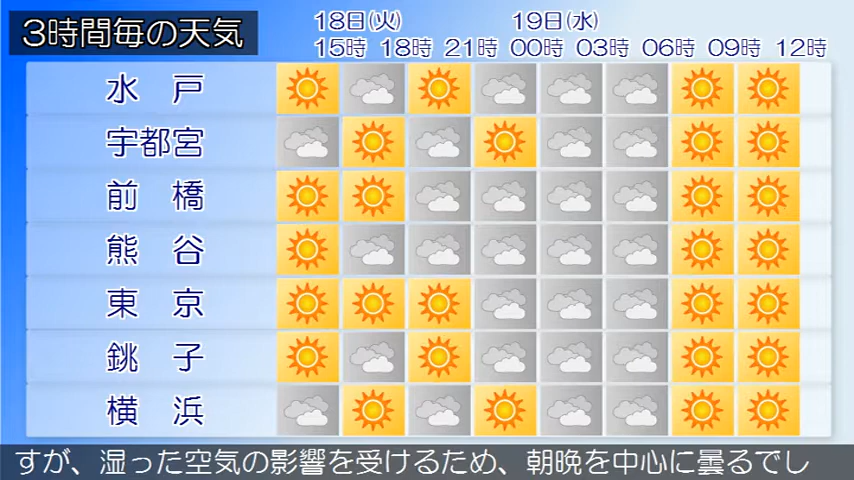 3時間毎の天気
18日(火) 19日(水)
15時 18時 21時 00時 03時 06時 09時 12時
水戸
宇都宮
前橋
熊谷
東京
銚子
横浜
すが、湿った空気の影響を受けるため、朝晩を中心に曇るでし